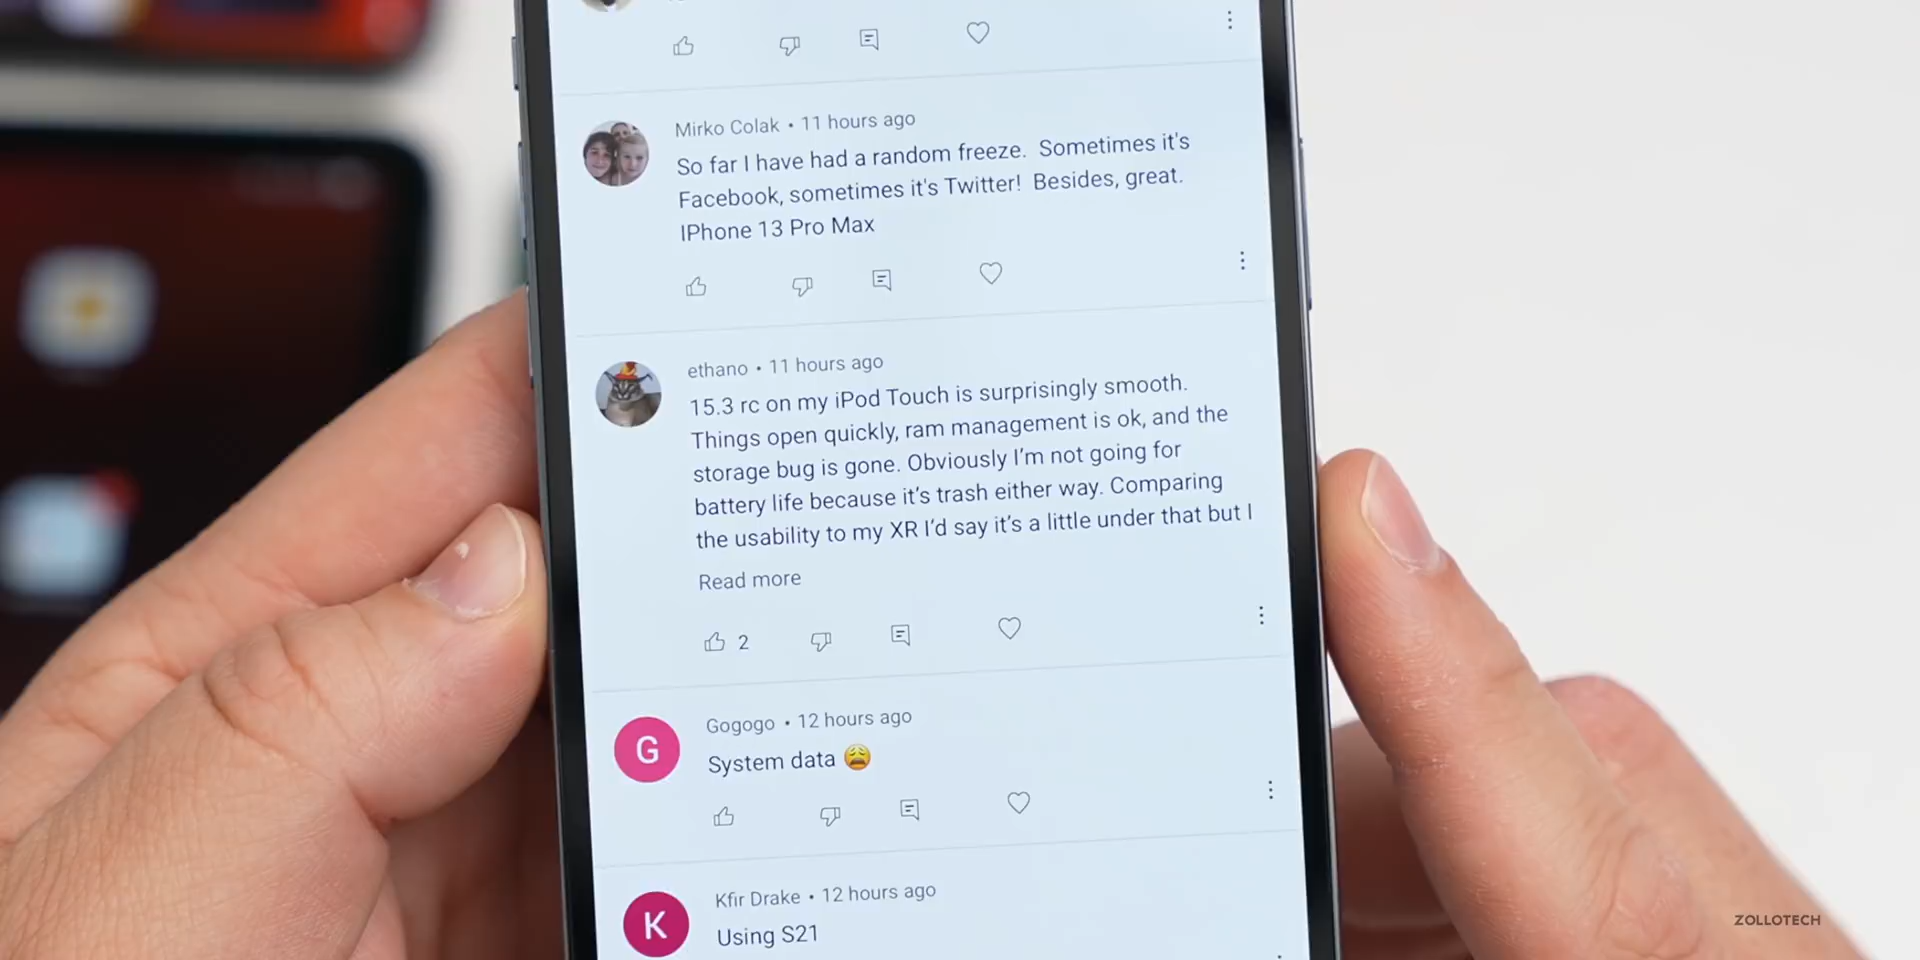 Mirko Colak • 11 hours ago
So far I have had a random freeze.  Sometimes it's
Facebook, sometimes it's Twitter!  Besides, great.
IPhone 13 Pro Max
ethano • 11 hours ago
15.3 rc on my iPod Touch is surprisingly smooth.
Things open quickly, ram management is ok, and the
storage bug is gone. Obviously I’m not going for
battery life because it’s trash either way. Comparing
the usability to my XR I’d say it’s a little under that but I
Read more
2
G
Gogogo • 12 hours ago
System data 😩
K
Kfir Drake • 12 hours ago
Using S21
ZOLLOTECH